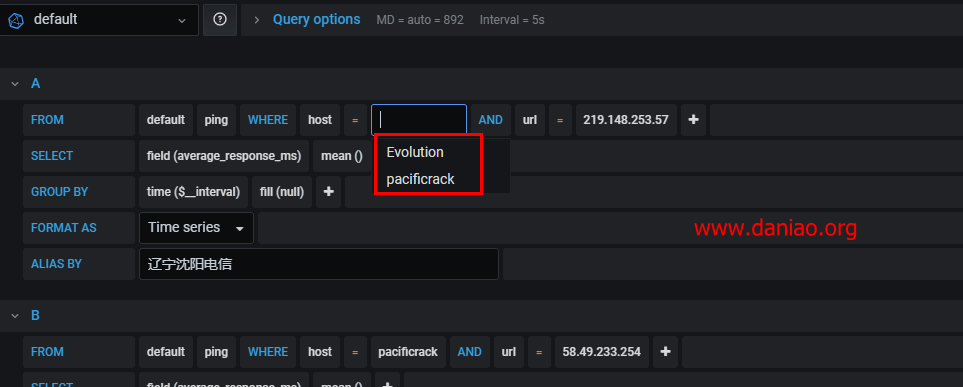 default Query options MD = auto = 892 Interval = 5s
A
FROM default ping WHERE host = AND url = 219.148.253.57 +
Evolution
SELECT field (average_response_ms) mean ()
pacificrack
GROUP BY time ($__interval) fill (null) +
FORMAT AS Time series
www.daniao.org
ALIAS BY 辽宁沈阳电信
B
FROM default ping WHERE host = pacificrack AND url = 58.49.233.254 +
SELECT field (average_response_ms) mean () +